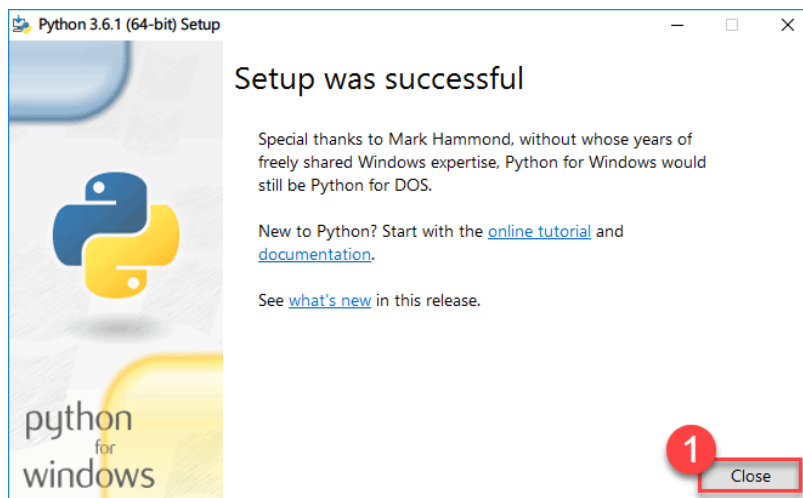 Python 3.6.1 (64-bit) Setup
Setup was successful
Special thanks to Mark Hammond, without whose years of
freely shared Windows expertise, Python for Windows would
still be Python for DOS.
New to Python? Start with the online tutorial and
documentation.
See what's new in this release.
python
for
windows
1
Close